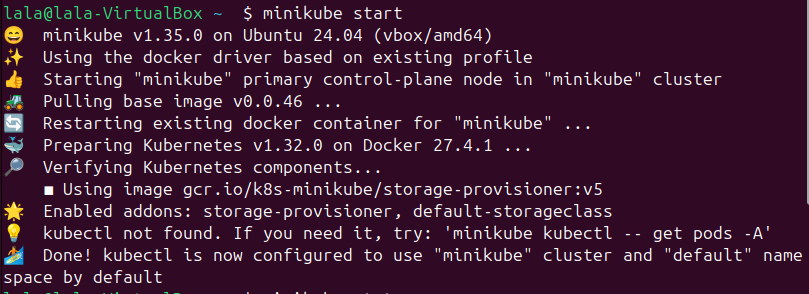 lala@lala-VirtualBox ~  $ minikube start
😄  minikube v1.35.0 on Ubuntu 24.04 (vbox/amd64)
✨  Using the docker driver based on existing profile
👍  Starting "minikube" primary control-plane node in "minikube" cluster
🚜  Pulling base image v0.0.46 ...
🔄  Restarting existing docker container for "minikube" ...
🐳  Preparing Kubernetes v1.32.0 on Docker 27.4.1 ...
🔎  Verifying Kubernetes components...
    ▪ Using image gcr.io/k8s-minikube/storage-provisioner:v5
🌟  Enabled addons: storage-provisioner, default-storageclass
💡  kubectl not found. If you need it, try: 'minikube kubectl -- get pods -A'
🏄  Done! kubectl is now configured to use "minikube" cluster and "default" name
space by default